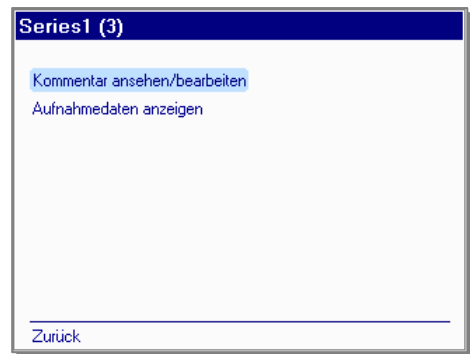 Series1 (3)
Kommentar ansehen/bearbeiten
Aufnahmedaten anzeigen
Zurück